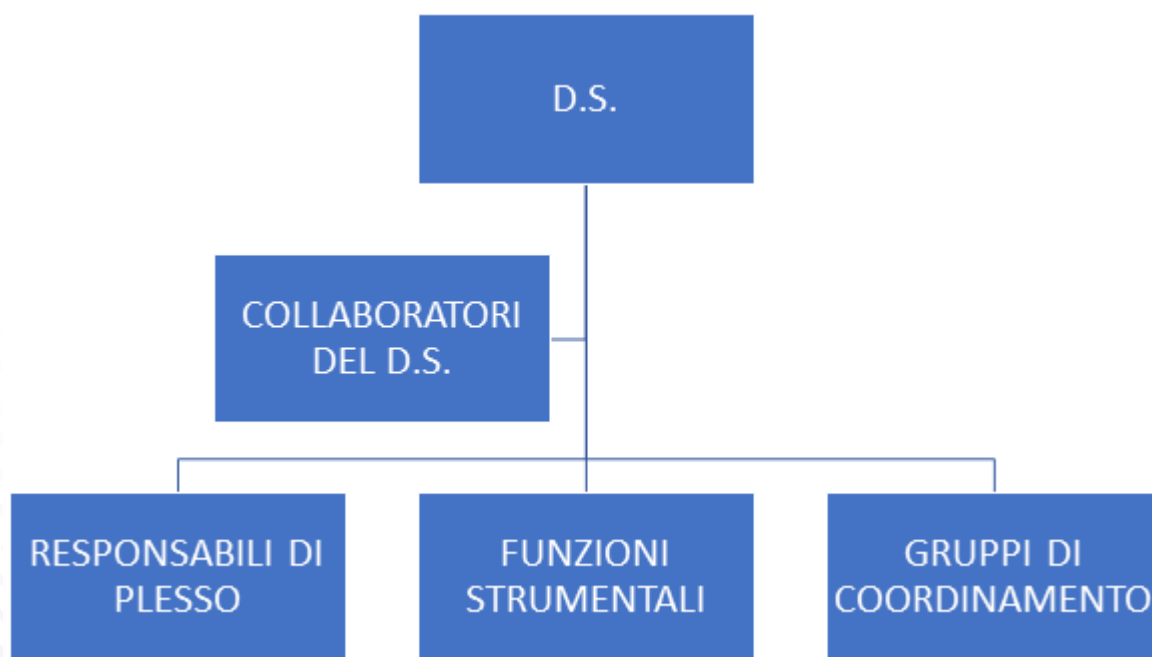 D.S.
COLLABORATORI
DEL D.S.
RESPONSABILI DI
PLESSO
FUNZIONI
STRUMENTALI
GRUPPI DI
COORDINAMENTO